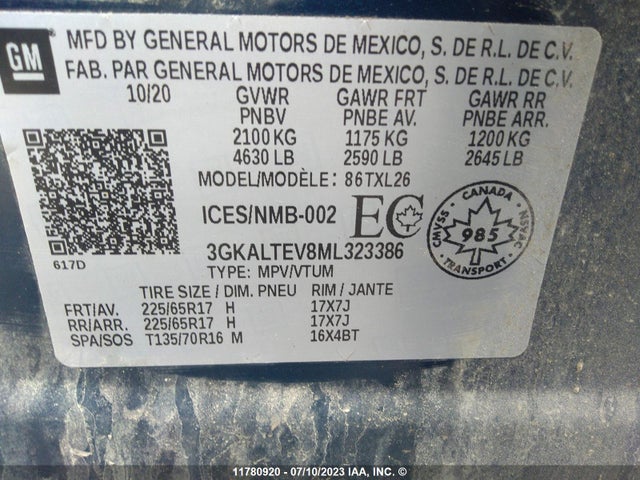 GM
MFD BY GENERAL MOTORS DE MEXICO, S. DE R.L. DE C.V.
FAB. PAR GENERAL MOTORS DE MEXICO, S. DE R.L. DE C.V.
10/20 GVWR GAWR FRT GAWR RR
PNBV PNBE AV. PNBE ARR.
2100 KG 1175 KG 1200 KG
4630 LB 2590 LB 2645 LB
MODEL/MODÈLE: 86TXL26
ICES/NMB-002 EC
CANADA
CMVSS 985 NSVAC
TRANSPORT
3GKALTEV8ML323386
617D
TYPE: MPV/VTUM
TIRE SIZE / DIM. PNEU RIM / JANTE
FRT/AV. 225/65R17 H 17X7J
RR/ARR. 225/65R17 H 17X7J
SPA/SOS T135/70R16 M 16X4BT
11780920 - 07/10/2023 IAA, Inc. ©